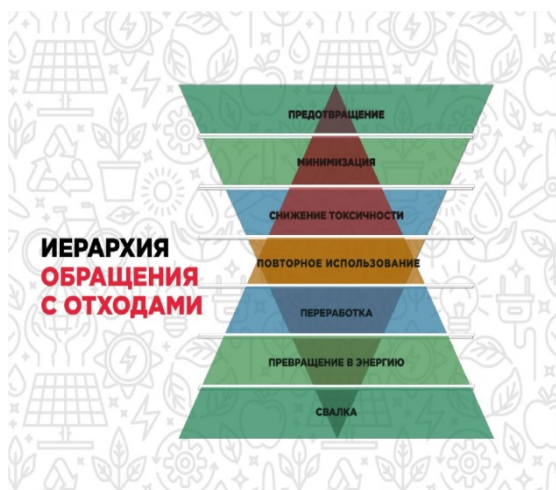 ПРЕДОТВРАЩЕНИЕ
МИНИМИЗАЦИЯ
СНИЖЕНИЕ ТОКСИЧНОСТИ
ИЕРАРХИЯ
ОБРАЩЕНИЯ
С ОТХОДАМИ
ПОВТОРНОЕ ИСПОЛЬЗОВАНИЕ
ПЕРЕРАБОТКА
ПРЕВРАЩЕНИЕ В ЭНЕРГИЮ
СВАЛКА